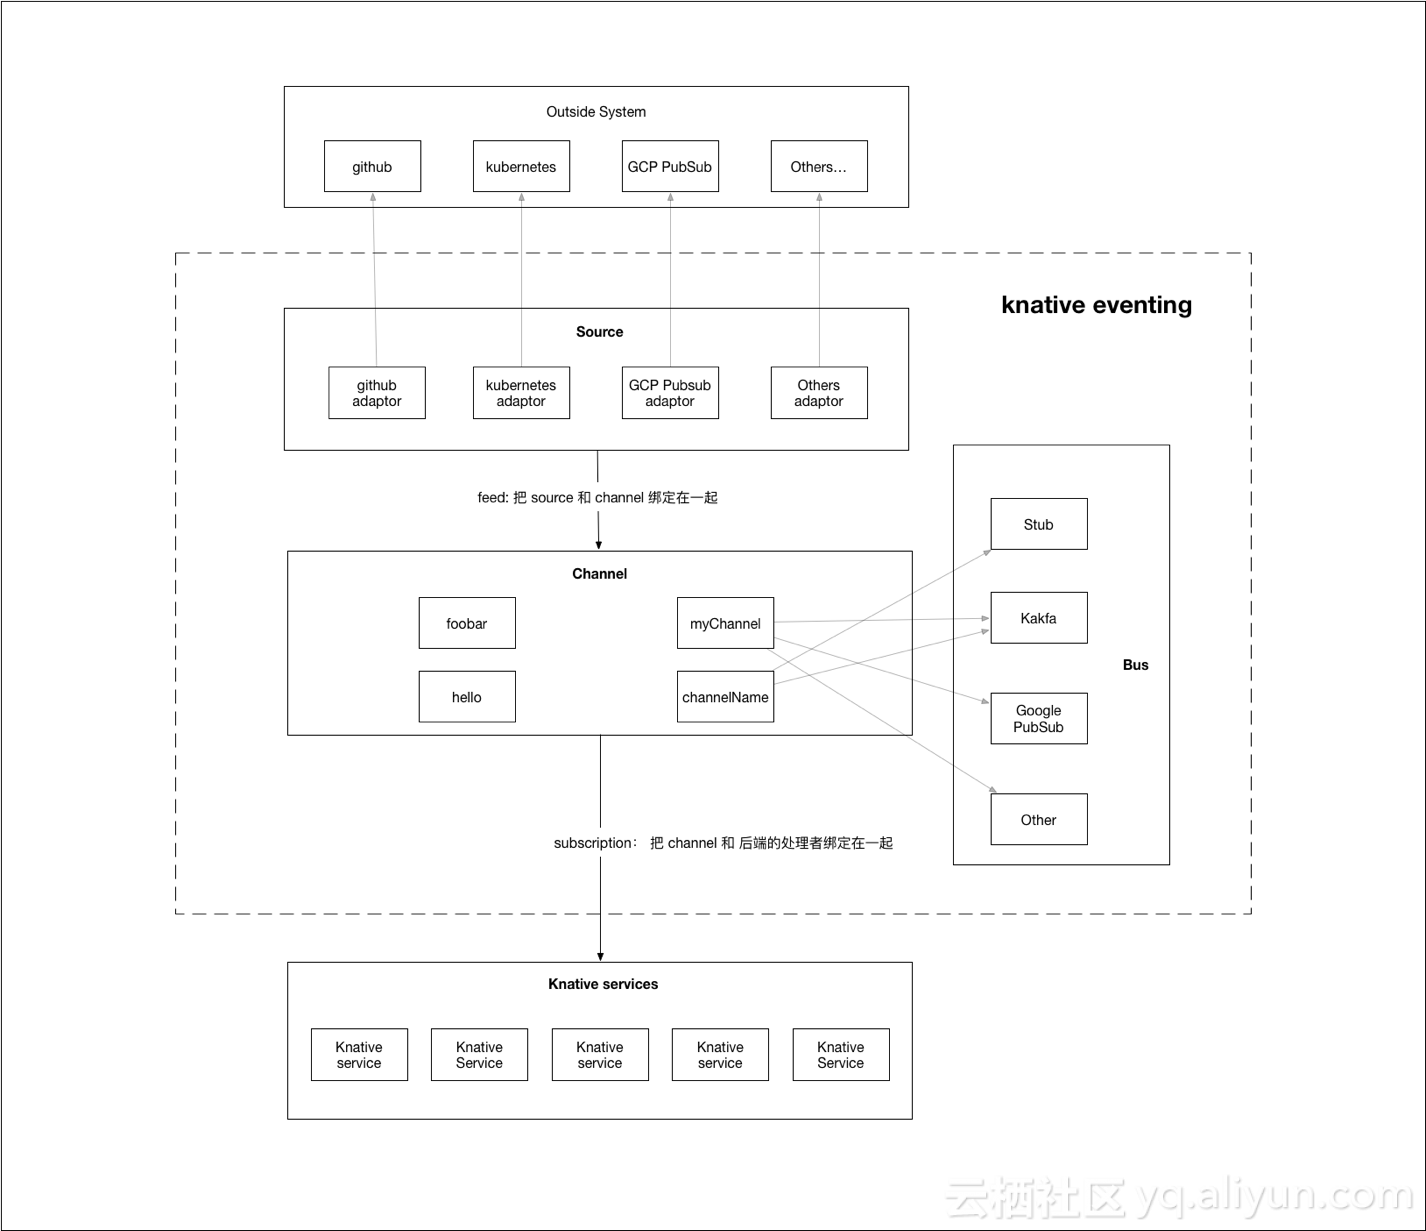 Outside System
github
kubernetes
GCP PubSub
Others...
knative eventing
Source
github
adaptor
kubernetes
adaptor
GCP Pubsub
adaptor
Others
adaptor
feed: 把 source 和 channel 绑定在一起
Channel
foobar
myChannel
hello
channelName
Stub
Kakfa
Bus
Google
PubSub
Other
subscription： 把 channel 和 后端的处理者绑定在一起
Knative services
Knative
service
Knative
Service
Knative
service
Knative
service
Knative
Service
云栖社区 yq.aliyun.com